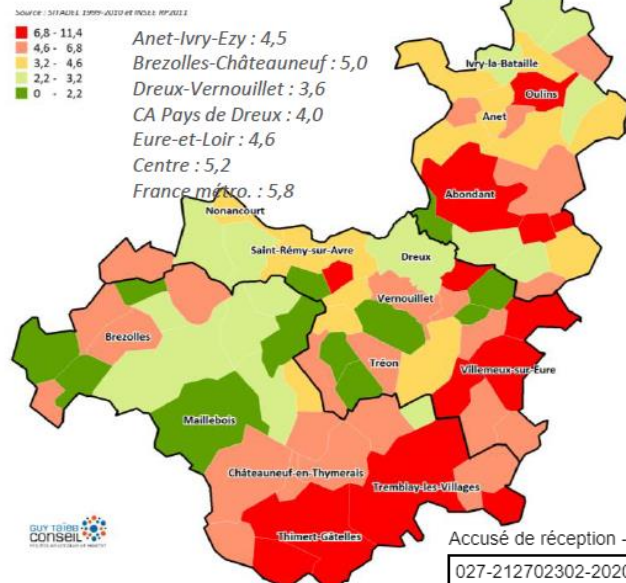 Source : SITADEL 1999-2010 et INSEE RP2011
6,8 - 11,4
4,6 - 6,8
3,2 - 4,6
2,2 - 3,2
0 - 2,2
Anet-Ivry-Ezy : 4,5
Brezolles-Châteauneuf : 5,0
Dreux-Vernouillet : 3,6
CA Pays de Dreux : 4,0
Eure-et-Loir : 4,6
Centre : 5,2
France métro. : 5,8
Ivry-la-Bataille
Oulins
Anet
Abondant
Nonancourt
Saint-Rémy-sur-Avre
Dreux
Vernouillet
Brezolles
Tréon
Villemeux-sur-Eure
Maillebois
Châteauneuf-en-Thymerais
Tremblay-les-Villages
Thimert-Gâtelles
GUY TAIEB
CONSEIL
Accusé de réception -
027-212702302-2020